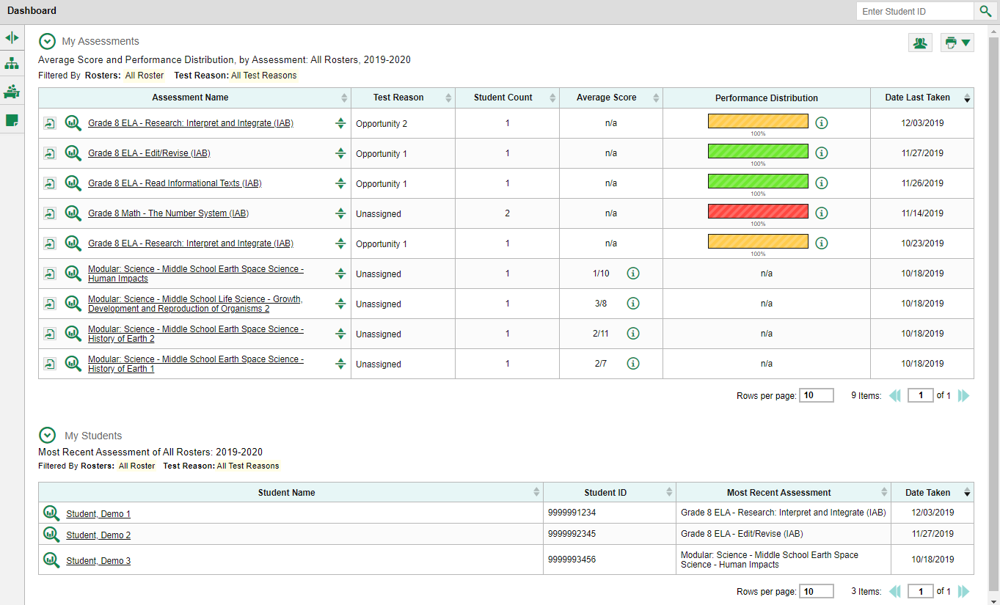 Dashboard
Enter Student ID
My Assessments
Average Score and Performance Distribution, by Assessment: All Rosters, 2019-2020
Filtered By Rosters: All Roster Test Reason: All Test Reasons
Assessment Name Test Reason Student Count Average Score Performance Distribution Date Last Taken
Grade 8 ELA - Research: Interpret and Integrate (IAB) Opportunity 2 1 n/a 12/03/2019
100%
Grade 8 ELA - Edit/Revise (IAB) Opportunity 1 1 n/a 11/27/2019
100%
Grade 8 ELA - Read Informational Texts (IAB) Opportunity 1 1 n/a 11/26/2019
100%
Grade 8 Math - The Number System (IAB) Unassigned 2 n/a 11/14/2019
100%
Grade 8 ELA - Research: Interpret and Integrate (IAB) Opportunity 1 1 n/a 10/23/2019
100%
Modular: Science - Middle School Earth Space Science -
Human Impacts Unassigned 1 1/10 n/a 10/18/2019
Modular: Science - Middle School Life Science - Growth,
Development and Reproduction of Organisms 2 Unassigned 1 3/8 n/a 10/18/2019
Modular: Science - Middle School Earth Space Science -
History of Earth 2 Unassigned 1 2/11 n/a 10/18/2019
Modular: Science - Middle School Earth Space Science -
History of Earth 1 Unassigned 1 2/7 n/a 10/18/2019
Rows per page: 10 9 Items: 1 of 1
My Students
Most Recent Assessment of All Rosters: 2019-2020
Filtered By Rosters: All Roster Test Reason: All Test Reasons
Student Name Student ID Most Recent Assessment Date Taken
Student, Demo 1 9999991234 Grade 8 ELA - Research: Interpret and Integrate (IAB) 12/03/2019
Student, Demo 2 9999992345 Grade 8 ELA - Edit/Revise (IAB) 11/27/2019
Student, Demo 3 9999993456 Modular: Science - Middle School Earth Space 10/18/2019
Science - Human Impacts
Rows per page: 10 3 Items: 1 of 1